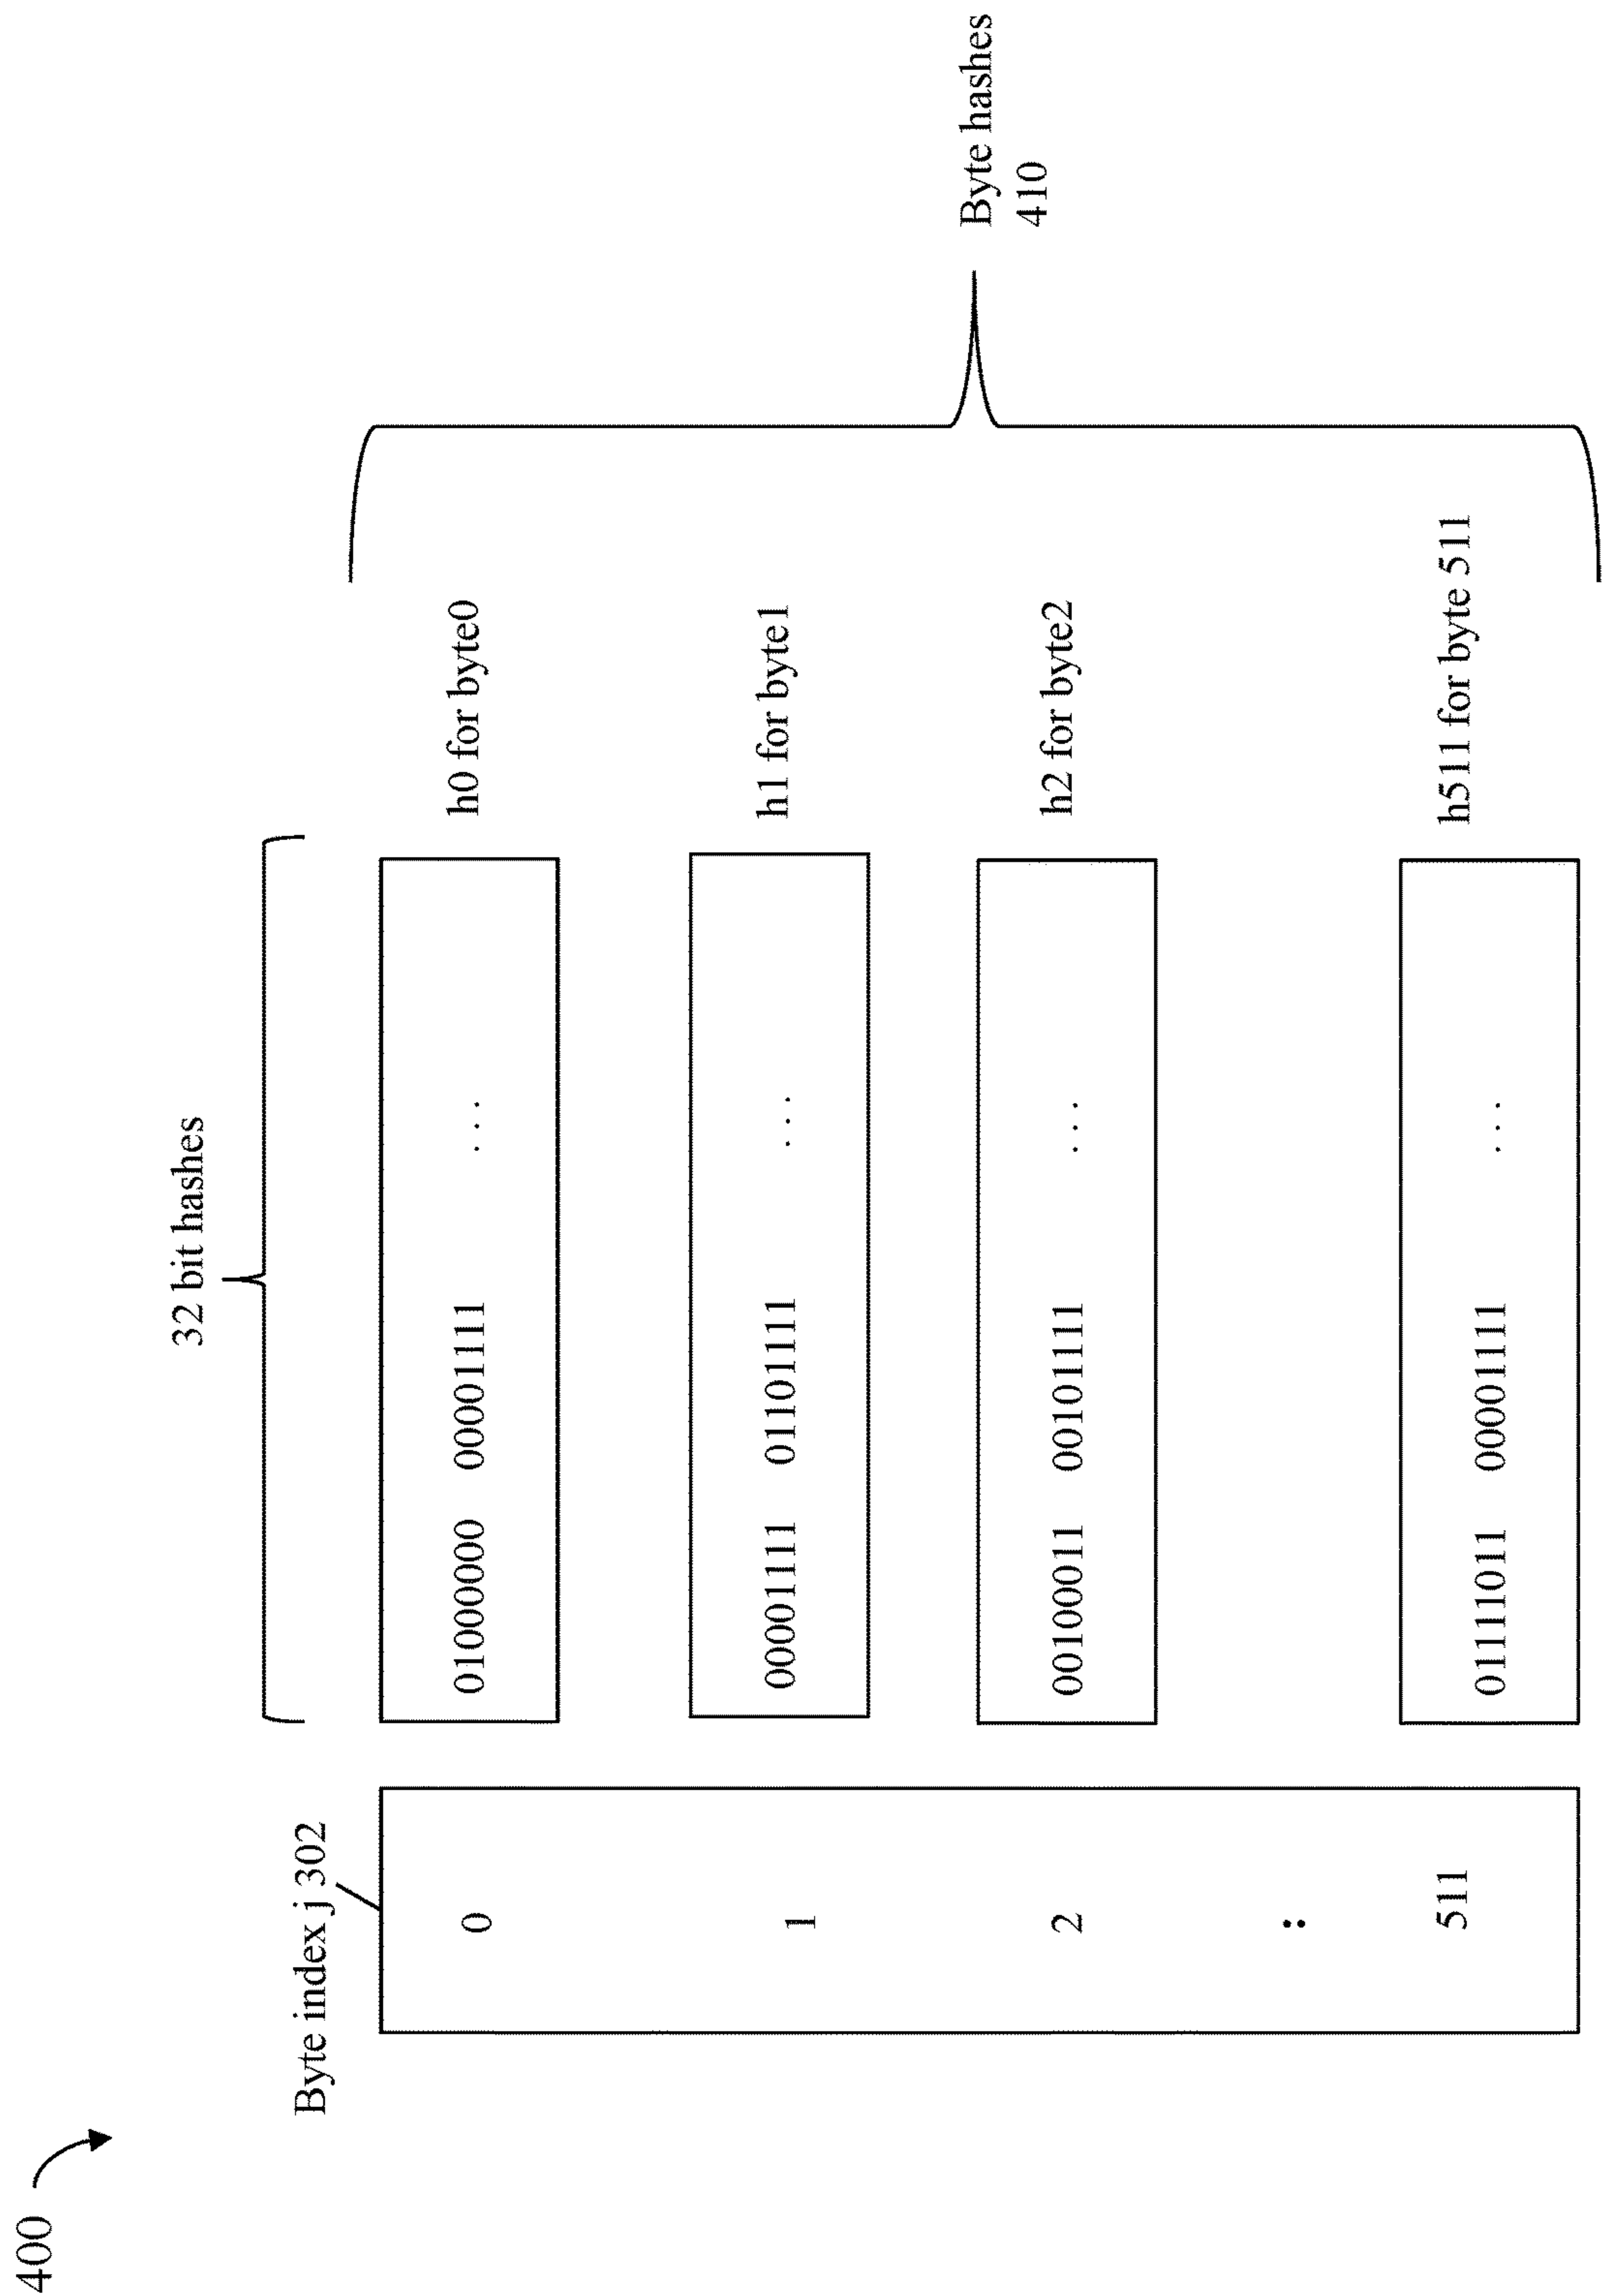 400
32 bit hashes
Byte index j 302
0
01000000 00001111 ...
h0 for byte0
1
00001111 01101111 ...
h1 for byte1
2
00100011 00101111 ...
h2 for byte2
:
511
01111011 00001111 ...
h511 for byte 511
Byte hashes
410